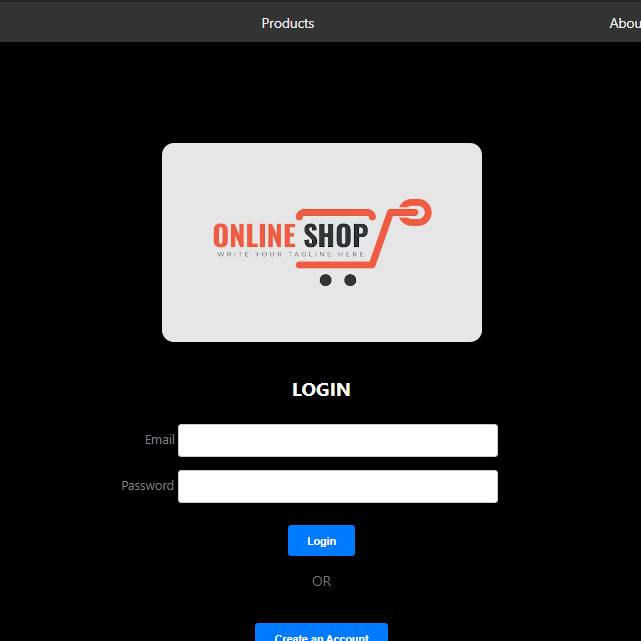 Products Abou
ONLINE SHOP
WRITE YOUR TAGLINE HERE
LOGIN
Email
Password
Login
OR
Create an Account